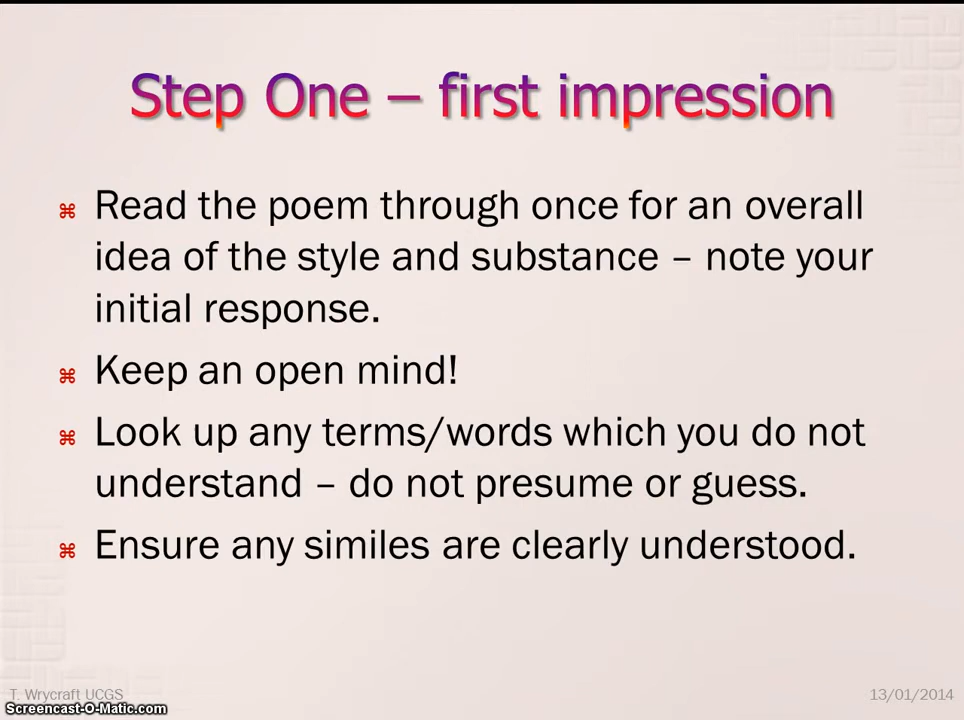 Step One – first impression
⌘ Read the poem through once for an overall
idea of the style and substance – note your
initial response.
⌘ Keep an open mind!
⌘ Look up any terms/words which you do not
understand – do not presume or guess.
⌘ Ensure any similes are clearly understood.
T. Wrycraft UCGS
13/01/2014
Screencast-O-Matic.com